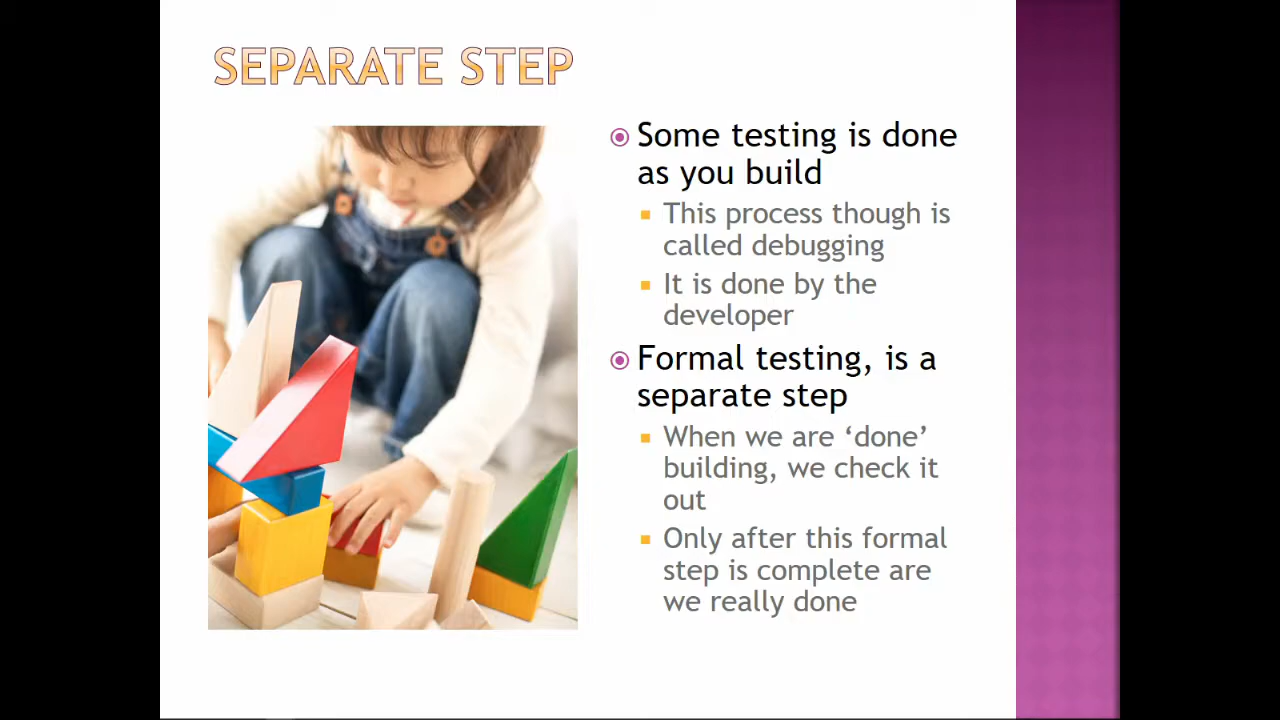 SEPARATE STEP
Some testing is done
as you build
This process though is
called debugging
It is done by the
developer
Formal testing, is a
separate step
When we are ‘done’
building, we check it
out
Only after this formal
step is complete are
we really done